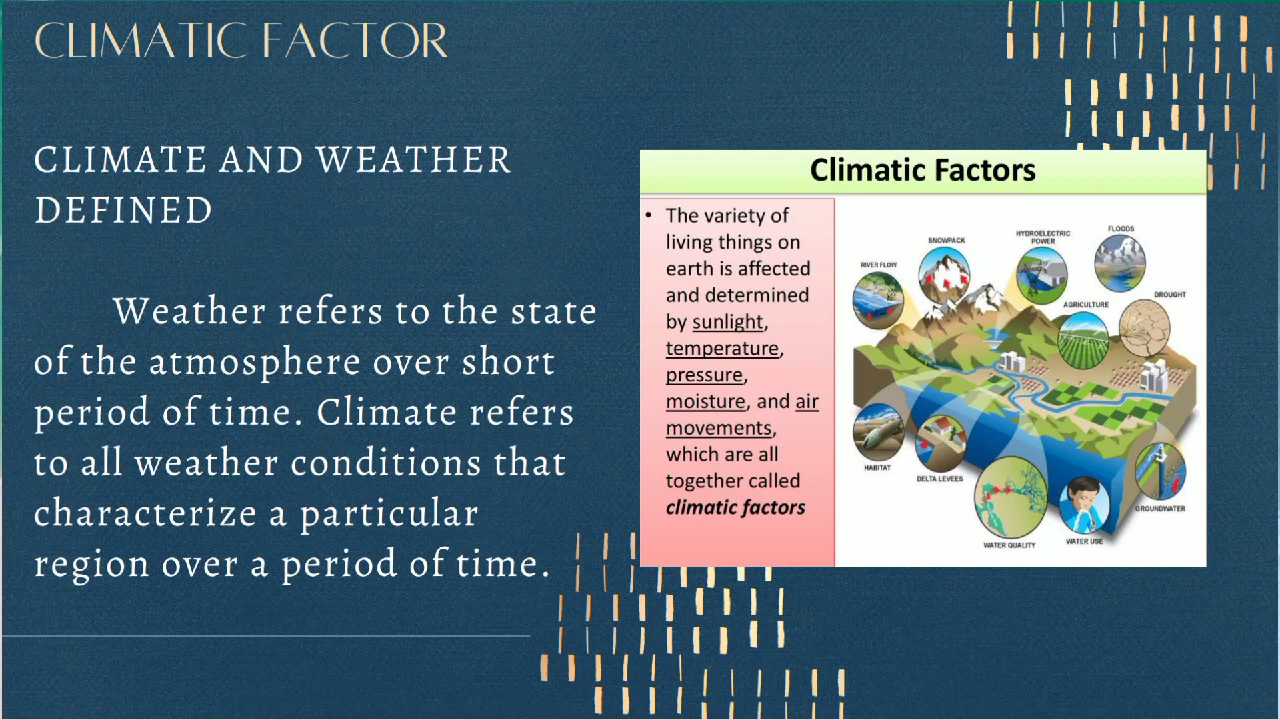 CLIMATIC FACTOR
CLIMATE AND WEATHER
DEFINED
Weather refers to the state
of the atmosphere over short
period of time. Climate refers
to all weather conditions that
characterize a particular
region over a period of time.
Climatic Factors
• The variety of
living things on
earth is affected
and determined
by sunlight,
temperature,
pressure,
moisture, and air
movements,
which are all
together called
climatic factors
FLOODS
HYDROELECTRIC
POWER
SNOWPACK
RIVER FLOW
DROUGHT
AGRICULTURE
HABITAT
DELTA LEVEES
GROUNDWATER
WATER QUALITY
WATER USE